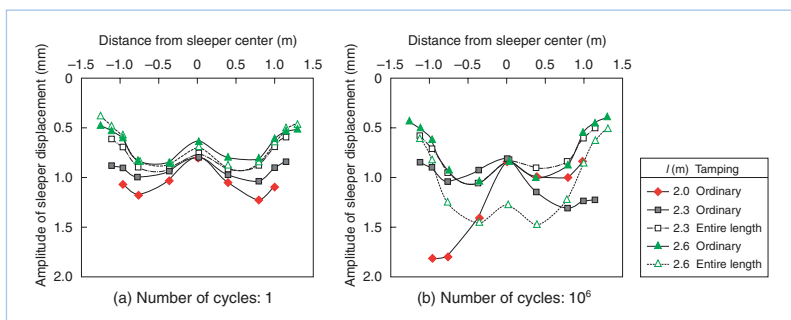 Distance from sleeper center (m)
−1.5 −1.0 −0.5 0 0.5 1.0 1.5
Amplitude of sleeper displacement (mm)
0
0.5
1.0
1.5
2.0
(a) Number of cycles: 1
Distance from sleeper center (m)
−1.5 −1.0 −0.5 0 0.5 1.0 1.5
Amplitude of sleeper displacement (mm)
0
0.5
1.0
1.5
2.0
(b) Number of cycles: 10⁶
l (m) Tamping
2.0 Ordinary
2.3 Ordinary
2.3 Entire length
2.6 Ordinary
2.6 Entire length